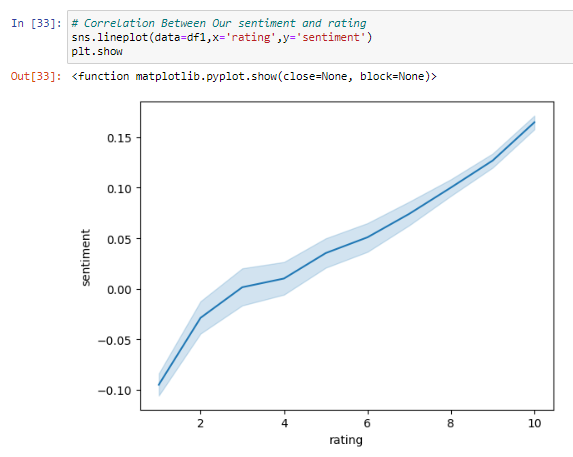 In [33]: # Correlation Between Our sentiment and rating
sns.lineplot(data=df1,x='rating',y='sentiment')
plt.show
Out[33]: <function matplotlib.pyplot.show(close=None, block=None)>
0.15
0.10
0.05
0.00
−0.05
−0.10
sentiment
2 4 6 8 10
rating